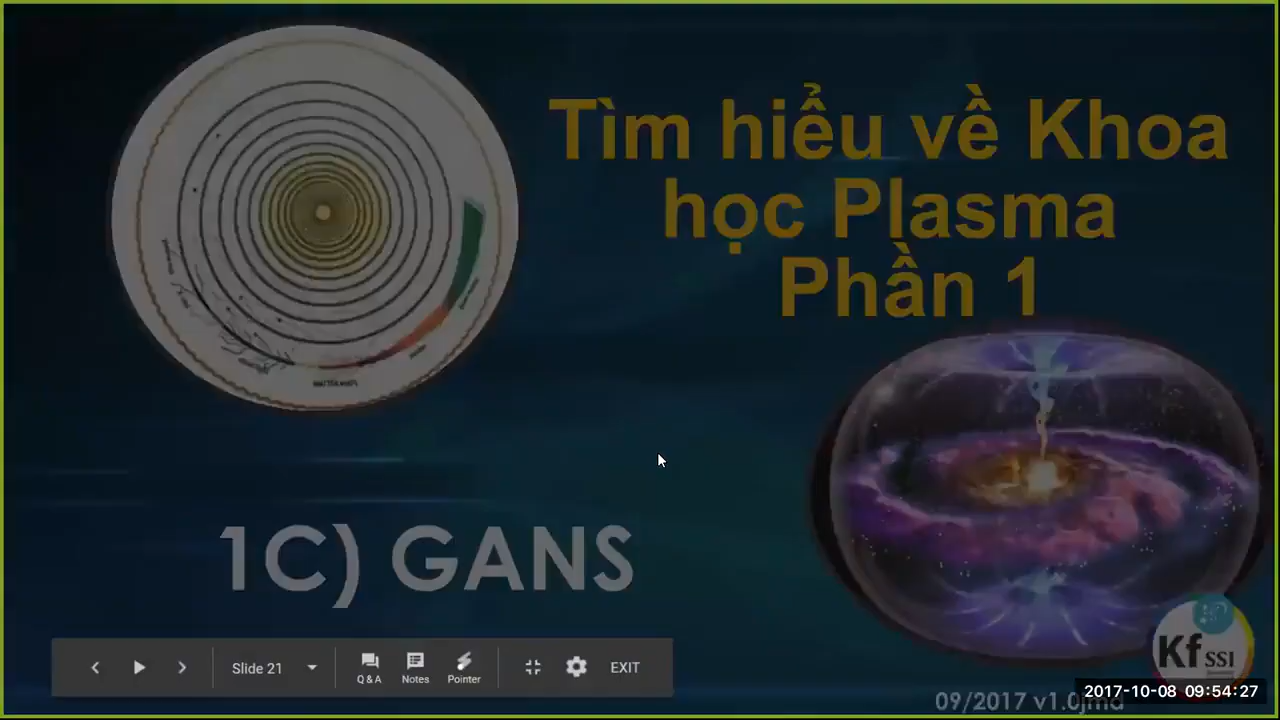 Tìm hiểu về Khoa
học Plasma
Phần 1
1C) GANS
Slide 21
Q & A
Notes
Pointer
EXIT
Kf SSI
2017-10-08 09:54:27
09/2017 v1.0jmd